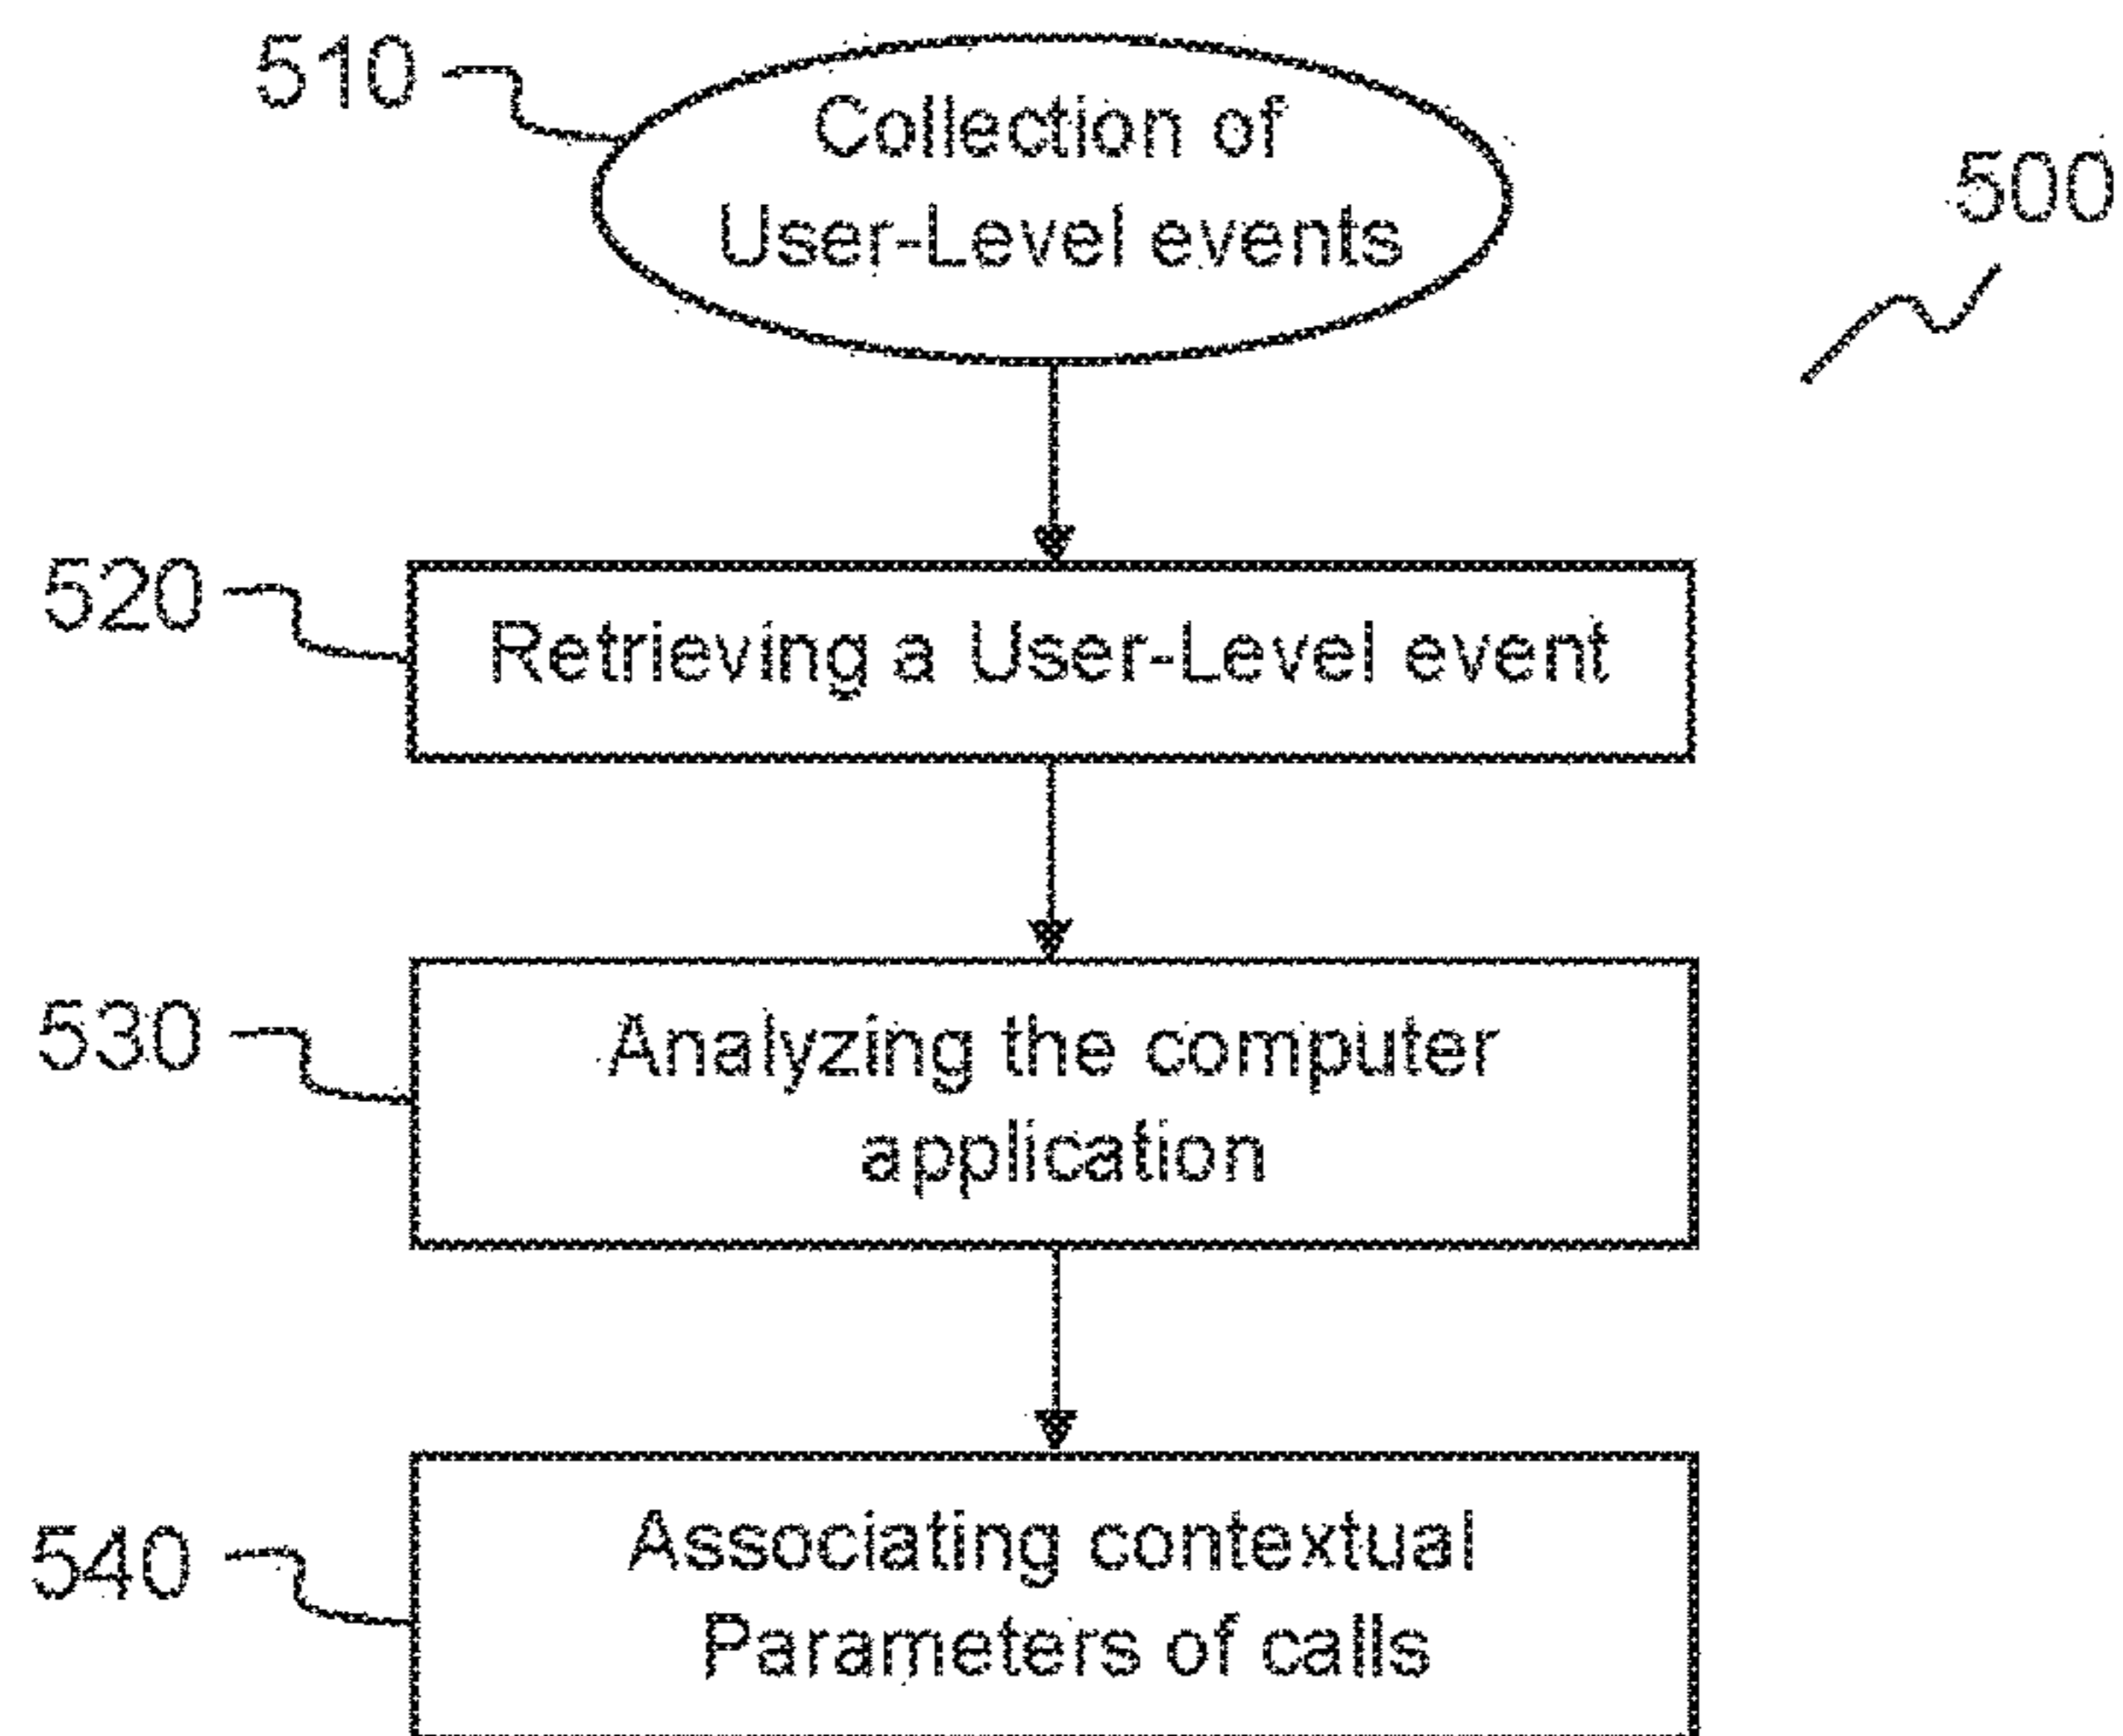 510
Collection of
User-Level events
500
520
Retrieving a User-Level event
530
Analyzing the computer
application
540
Associating contextual
Parameters of calls